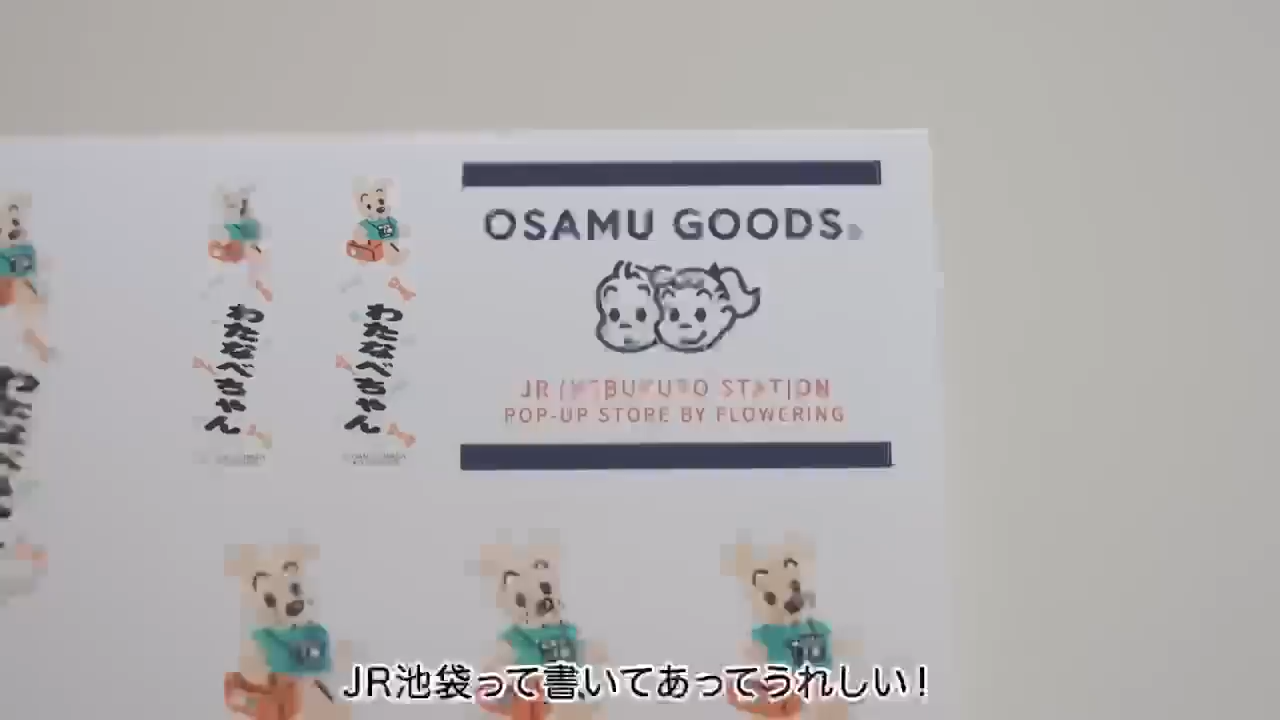 わたなべさちん
わたなべさちん
OSAMU GOODS®
JR IKEBUKURO STATION
POP-UP STORE BY FLOWERING
JR池袋って書いてあってうれしい!